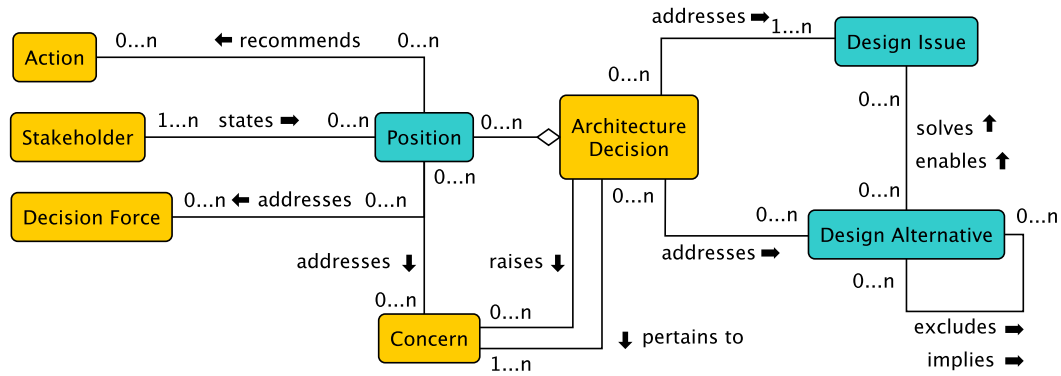 addresses
1...n
Design Issue
0...n
recommends
0...n
Action
0...n
0...n
Stakeholder
1...n
states
0...n
Position
0...n
Architecture
Decision
solves
enables
0...n
0...n
0...n
Decision Force
0...n
addresses
0...n
0...n
0...n
Design Alternative
addresses
raises
addresses
0...n
0...n
0...n
Concern
1...n
pertains to
excludes
implies